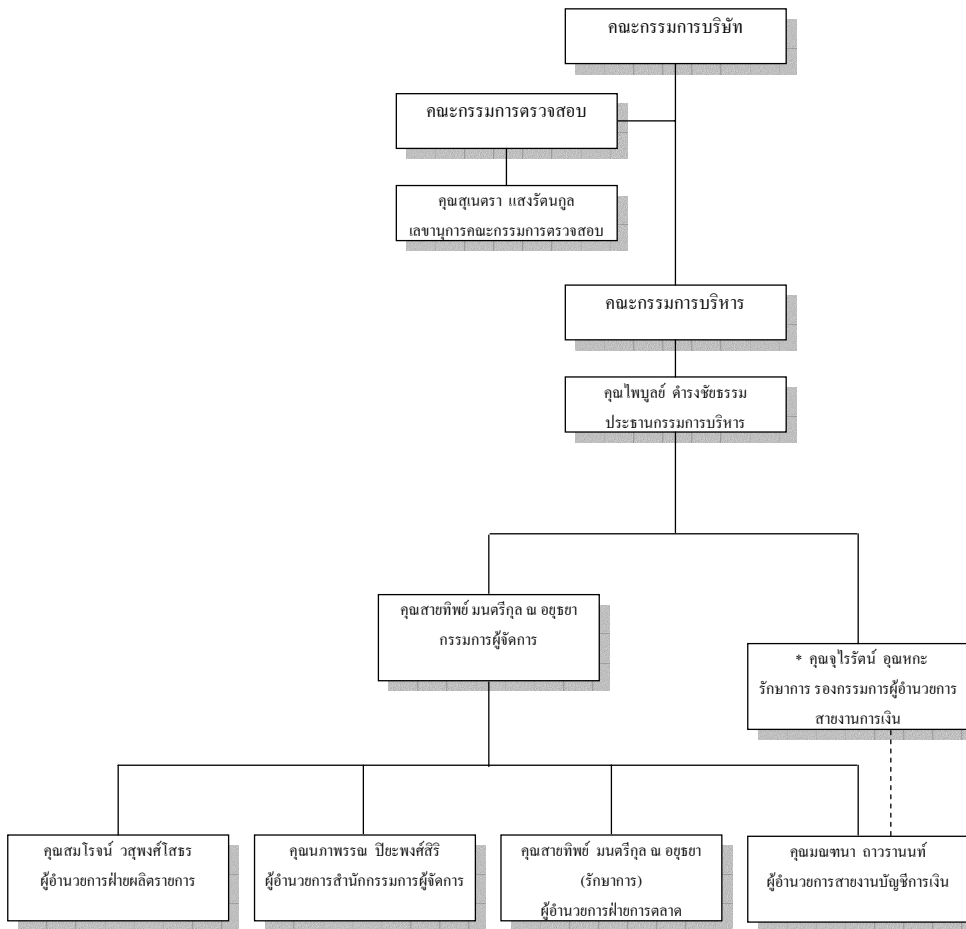 คณะกรรมการบริษัท
คณะกรรมการตรวจสอบ
คุณสุเนตรา แสงรัตนกูล
เลขานุการคณะกรรมการตรวจสอบ
คณะกรรมการบริหาร
คุณไพบูลย์ ดำรงชัยธรรม
ประธานกรรมการบริหาร
คุณสายทิพย์ มนตรีกุล ณ อยุธยา
กรรมการผู้จัดการ
* คุณจุไรรัตน์ อุณหกะ
รักษาการ รองกรรมการผู้อำนวยการ
สายงานการเงิน
คุณสมโรจน์ วสุพงศ์โสธร
ผู้อำนวยการฝ่ายผลิตรายการ
คุณนภาพรรณ ปิยะพงศ์สิริ
ผู้อำนวยการสำนักกรรมการผู้จัดการ
คุณสายทิพย์ มนตรีกุล ณ อยุธยา
(รักษาการ)
ผู้อำนวยการฝ่ายการตลาด
คุณมณฑนา ถาวรานนท์
ผู้อำนวยการสายงานบัญชีการเงิน